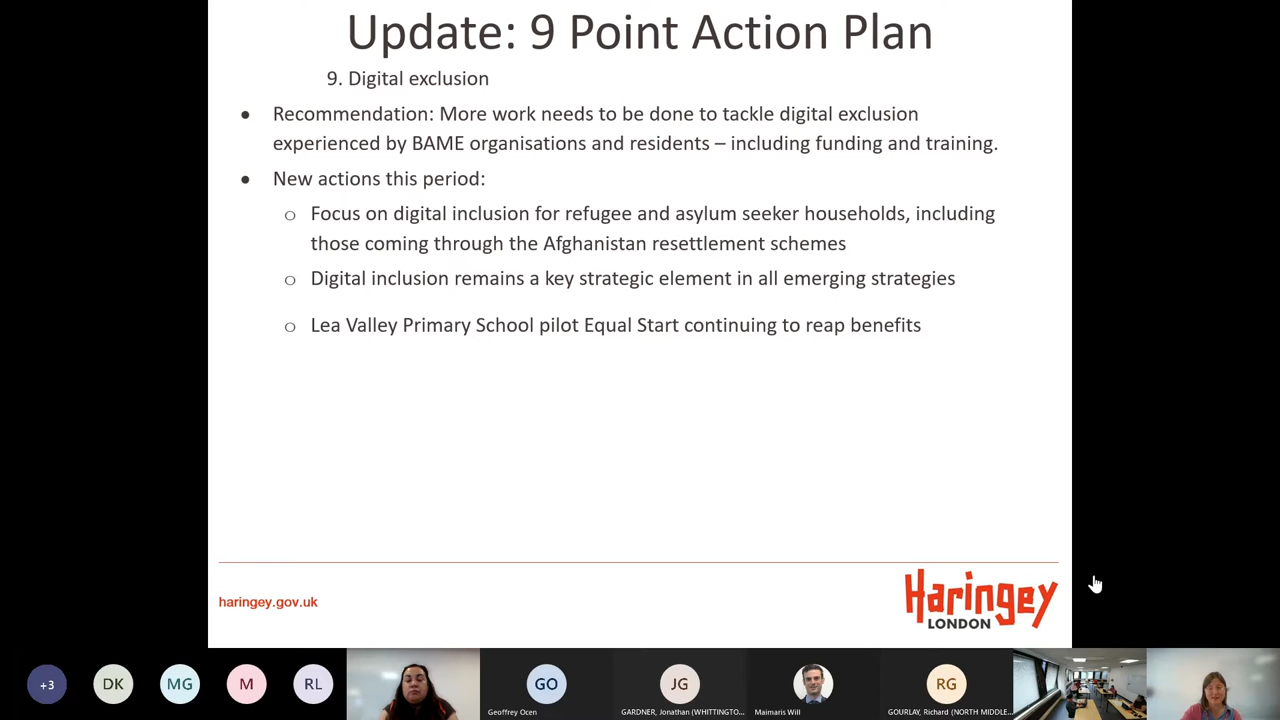 Update: 9 Point Action Plan
9. Digital exclusion
• Recommendation: More work needs to be done to tackle digital exclusion
experienced by BAME organisations and residents – including funding and training.
• New actions this period:
○ Focus on digital inclusion for refugee and asylum seeker households, including
those coming through the Afghanistan resettlement schemes
○ Digital inclusion remains a key strategic element in all emerging strategies
○ Lea Valley Primary School pilot Equal Start continuing to reap benefits
haringey.gov.uk
Haringey
LONDON
+3
DK
MG
M
RL
GO
Geoffrey Ocen
JG
GARDNER, Jonathan (WHITTINGTO...
Maimaris Will
RG
GOURLAY, Richard (NORTH MIDDLE...